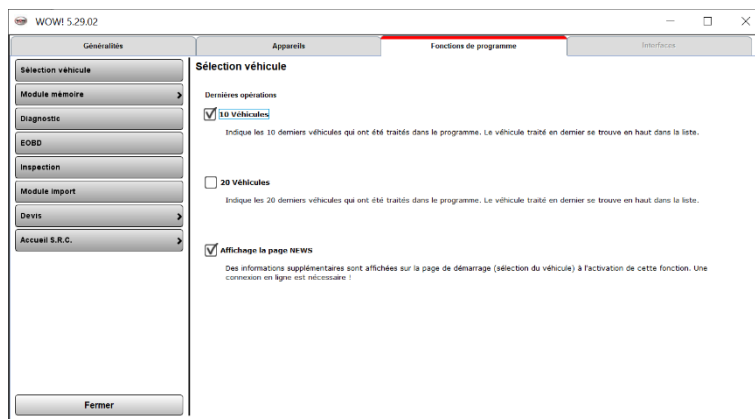 WOW! 5.29.02
Généralités
Appareils
Fonctions de programme
Interfaces
Sélection véhicule
Module mémoire
Diagnostic
EOBD
Inspection
Module import
Devis
Accueil S.R.C.
Fermer
Sélection véhicule
Dernières opérations
10 Véhicules
Indique les 10 derniers véhicules qui ont été traités dans le programme. Le véhicule traité en dernier se trouve en haut dans la liste.
20 Véhicules
Indique les 20 derniers véhicules qui ont été traités dans le programme. Le véhicule traité en dernier se trouve en haut dans la liste.
Affichage la page NEWS
Des informations supplémentaires sont affichées sur la page de démarrage (sélection du véhicule) à l'activation de cette fonction. Une
connexion en ligne est nécessaire !